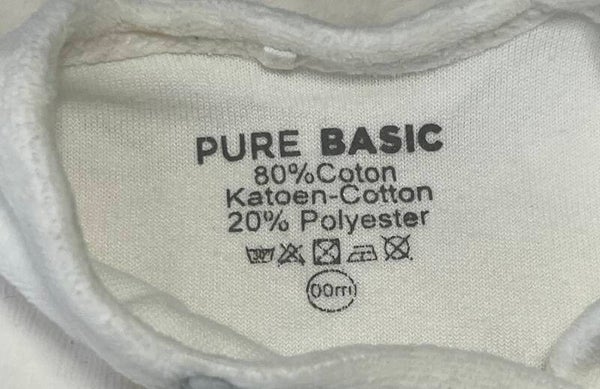 PURE BASIC
80%Coton
Katoen-Cotton
20% Polyester
00m